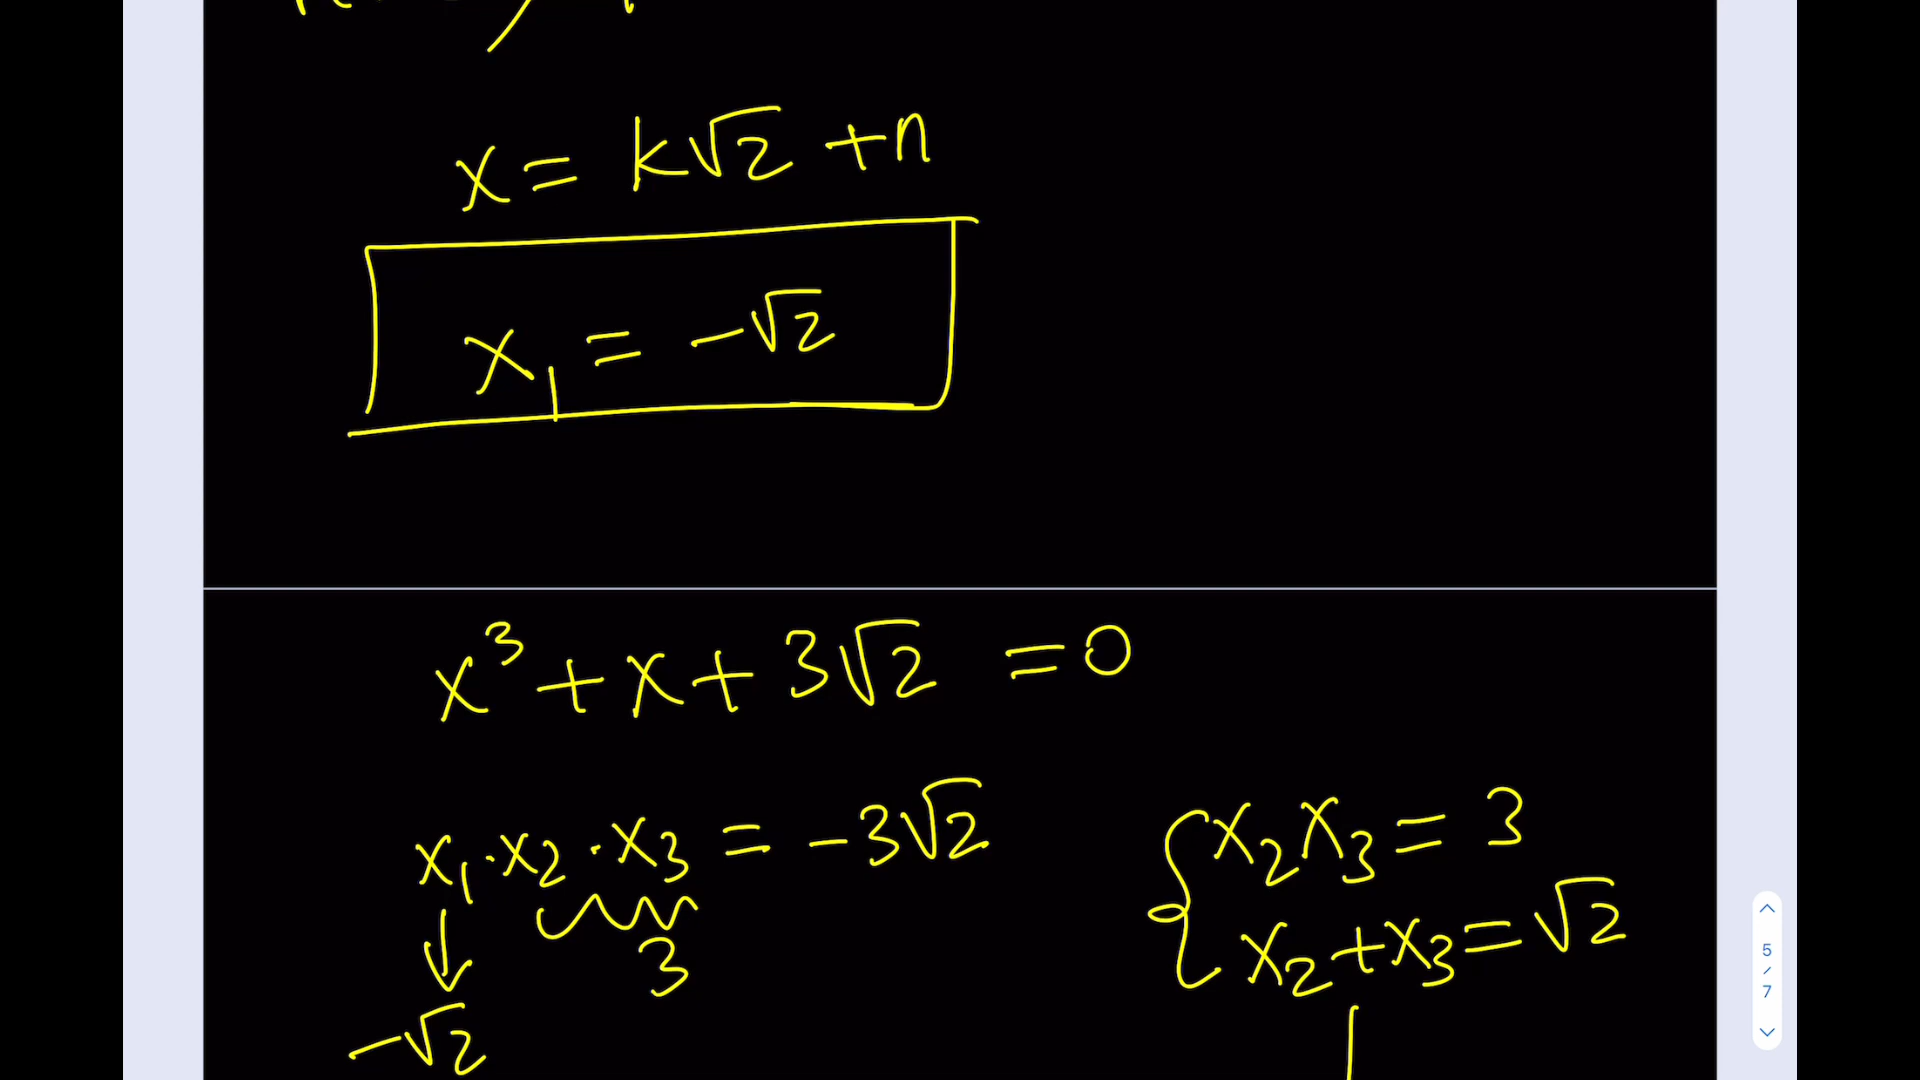 x = k√2 + n
x₁ = -√2
x³ + x + 3√2 = 0
x₁·x₂·x₃ = -3√2
x₂x₃ = 3
3
x₂+x₃ = √2
-√2
5
/
7